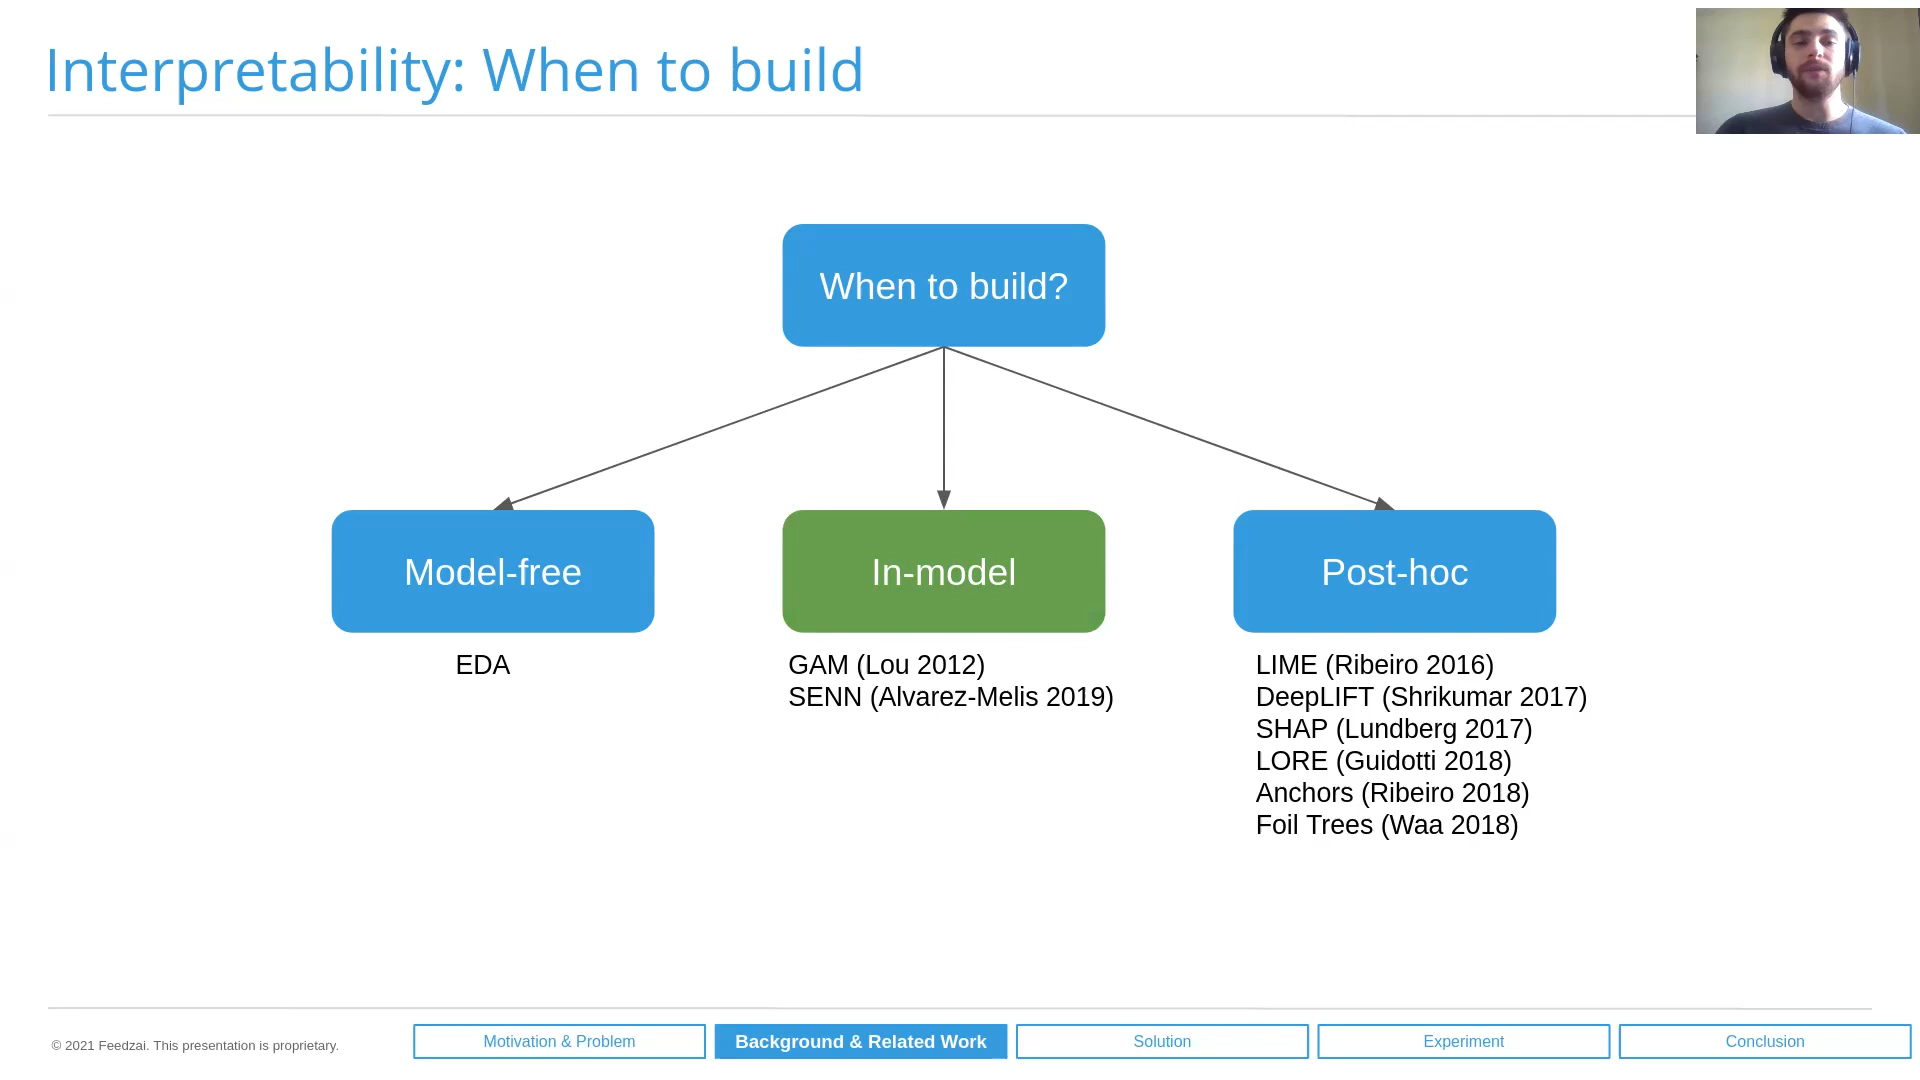 Interpretability: When to build
When to build?
Model-free
In-model
Post-hoc
EDA
GAM (Lou 2012)
SENN (Alvarez-Melis 2019)
LIME (Ribeiro 2016)
DeepLIFT (Shrikumar 2017)
SHAP (Lundberg 2017)
LORE (Guidotti 2018)
Anchors (Ribeiro 2018)
Foil Trees (Waa 2018)
© 2021 Feedzai. This presentation is proprietary.
Motivation & Problem
Background & Related Work
Solution
Experiment
Conclusion